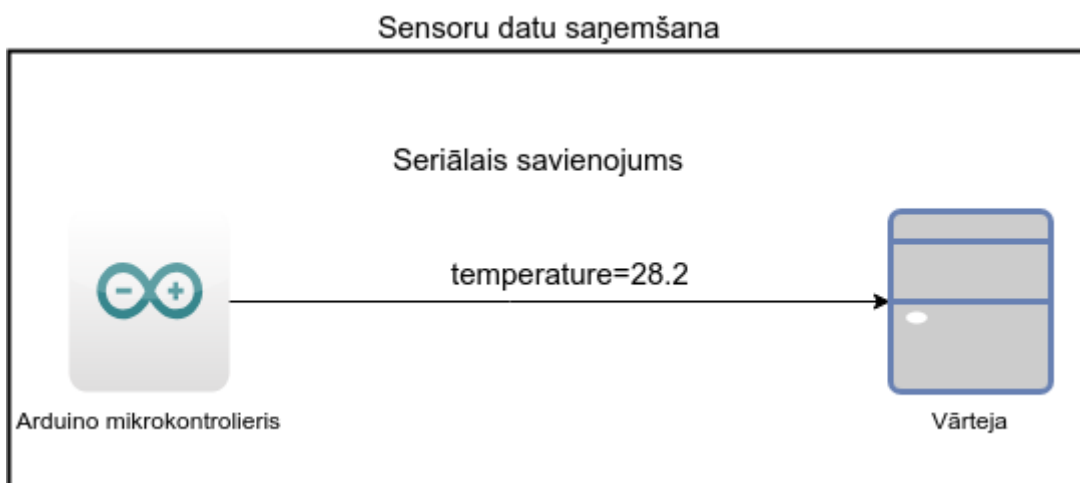 Sensoru datu saņemšana
Seriālais savienojums
temperature=28.2
Arduino mikrokontrolieris
Vārteja